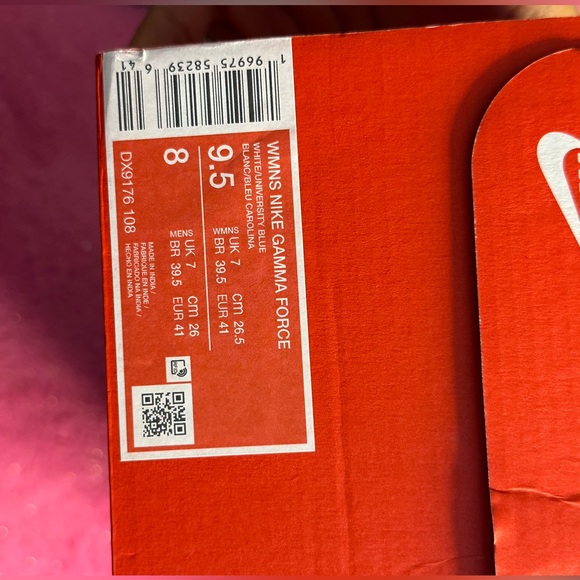 1 96975 58239 6 41
WMNS NIKE GAMMA FORCE
WHITE/UNIVERSITY BLUE
BLANC/BLEU CAROLINA
9.5 WMNS UK 7 cm 26.5
BR 39.5 EUR 41
8 MENS UK 7 cm 26
BR 39.5 EUR 41
DX9176 108
MADE IN INDIA /
FABRIQUÉ EN INDE /
FABRICADO NA INDIA /
HECHO EN INDIA